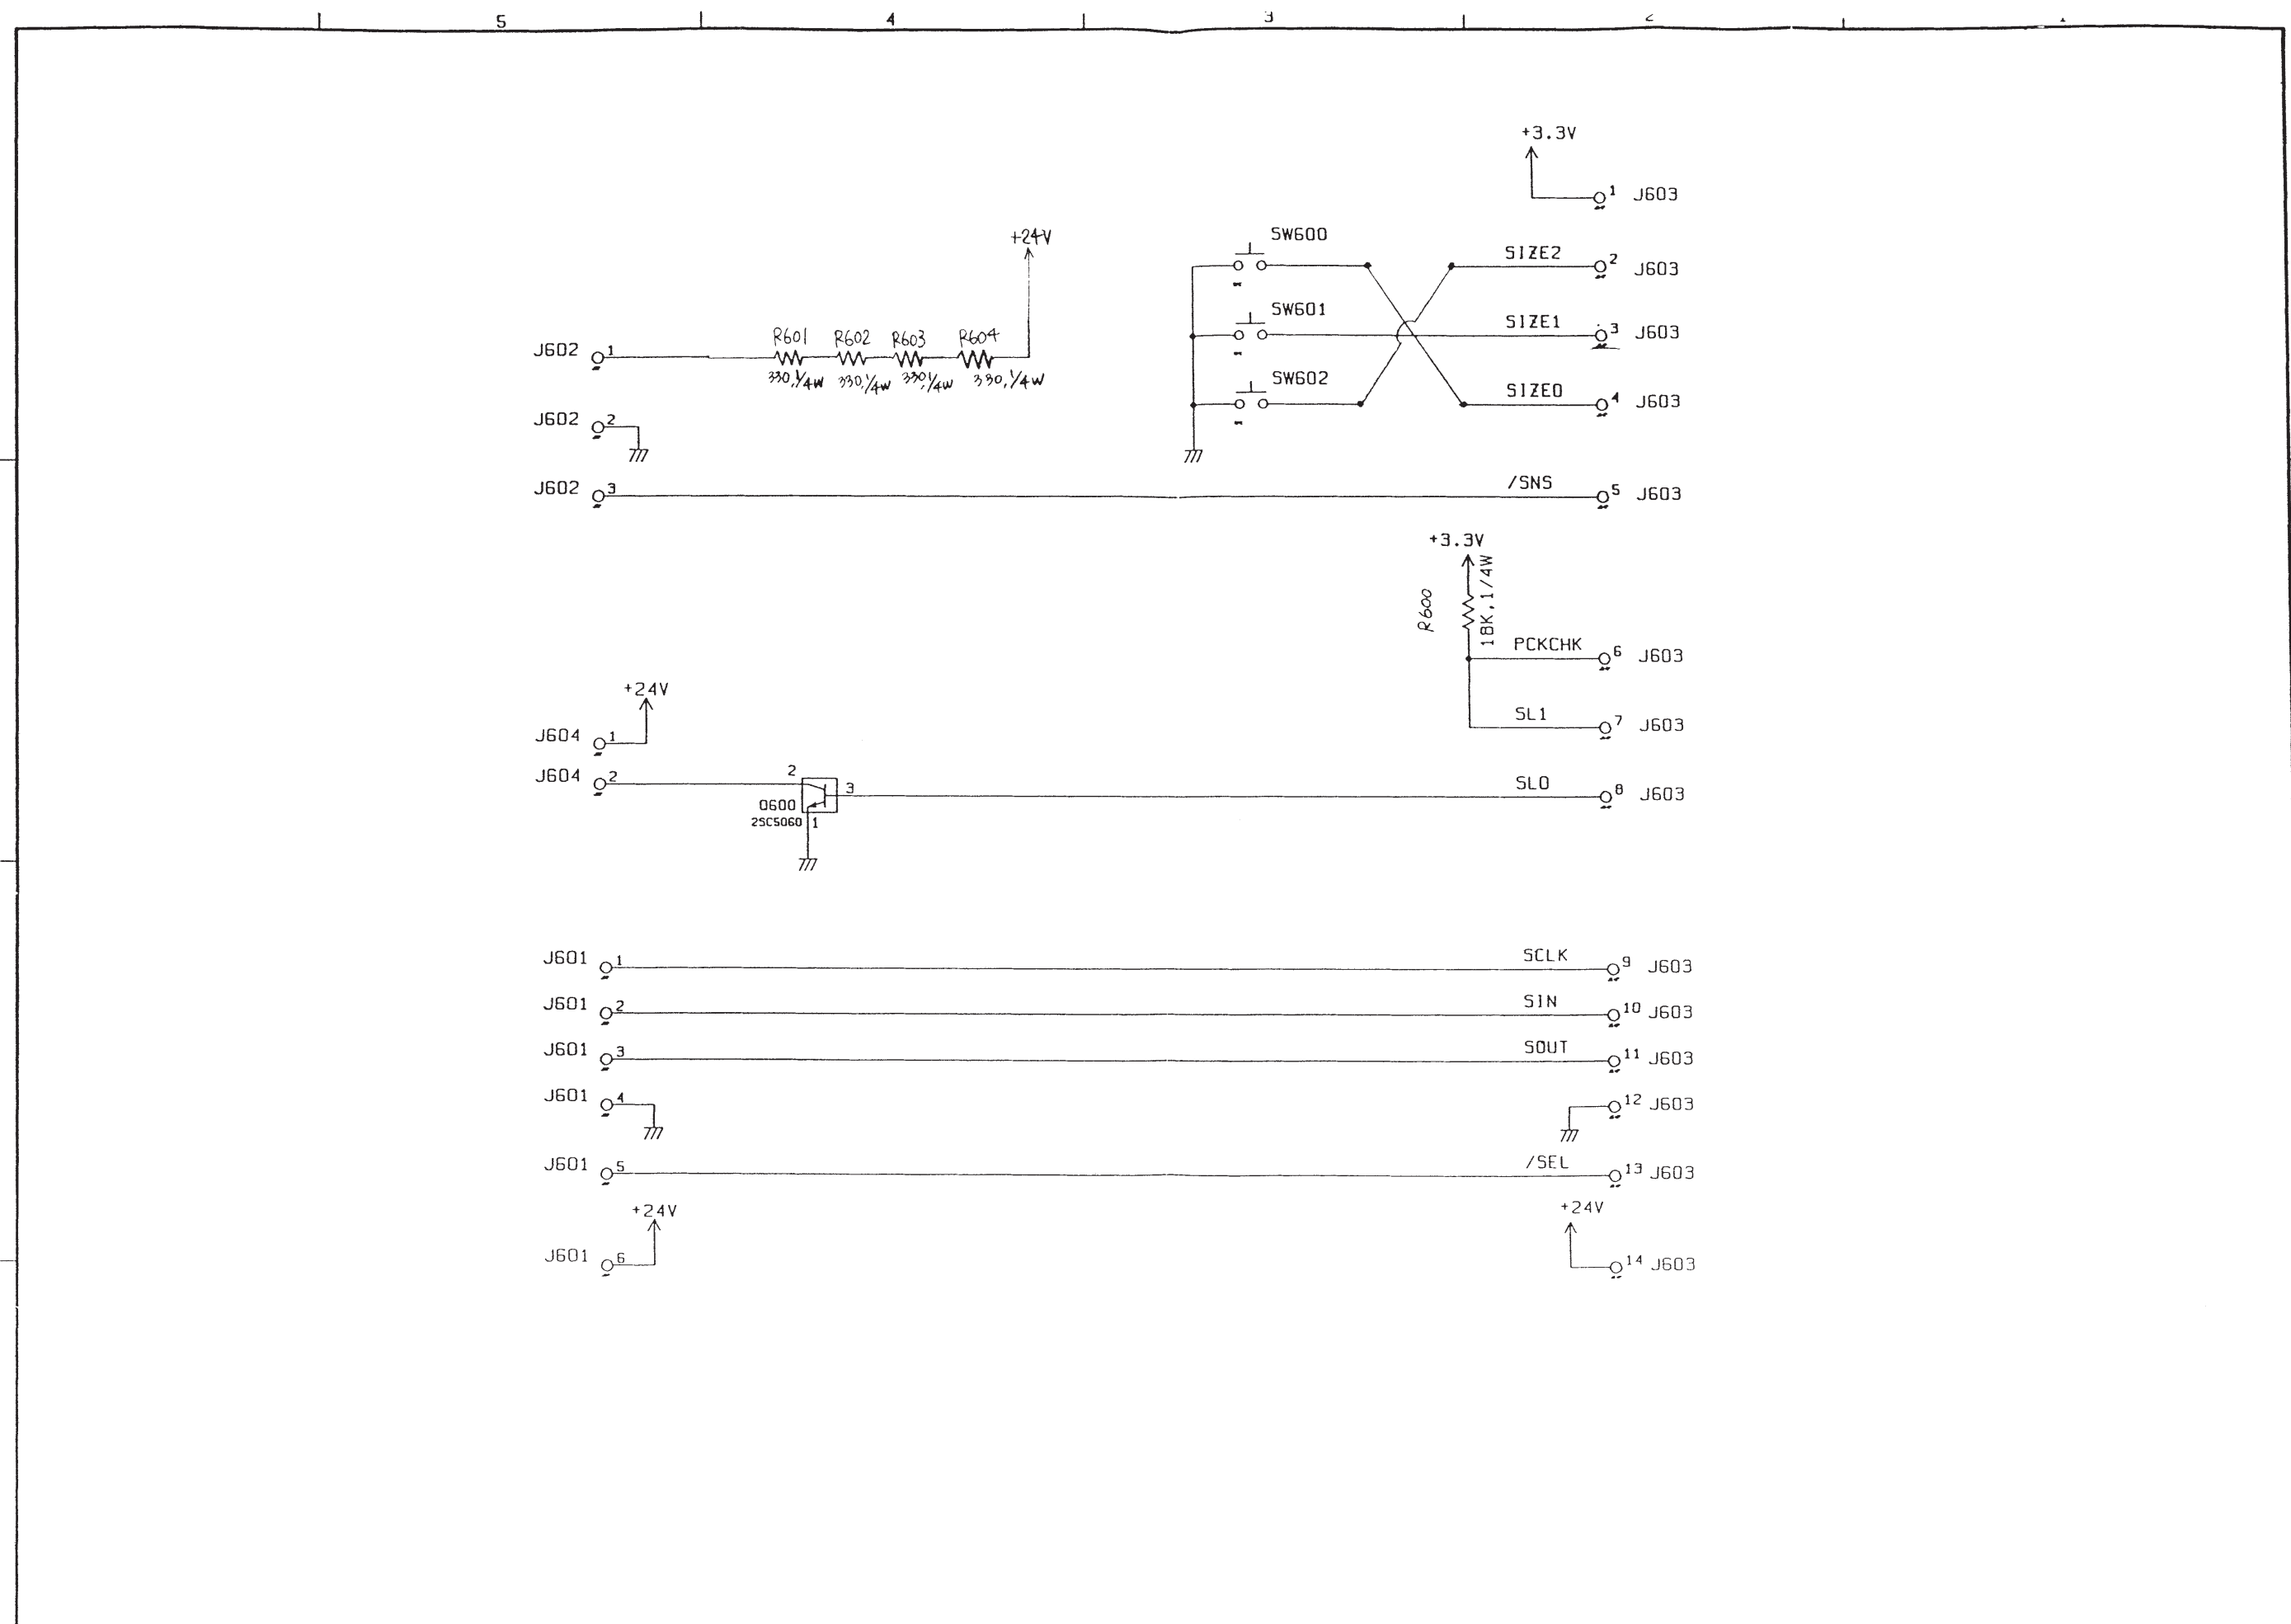 5 4 3 2
+3.3V
1 J603
SW600
SIZE2
2 J603
+24V
SW601
SIZE1
3 J603
R601 R602 R603 R604
J602 1
330,1/4W 330,1/4W 330,1/4W 330,1/4W
SW602
SIZE0
4 J603
J602 2
J602 3
/SNS
5 J603
+3.3V
R600
18K,1/4W
PCKCHK
6 J603
+24V
J604 1
SL1
7 J603
J604 2
2
3
Q600
2SC5060 1
SL0
8 J603
J601 1
SCLK
9 J603
J601 2
SIN
10 J603
J601 3
SOUT
11 J603
J601 4
12 J603
J601 5
/SEL
13 J603
+24V
+24V
J601 6
14 J603